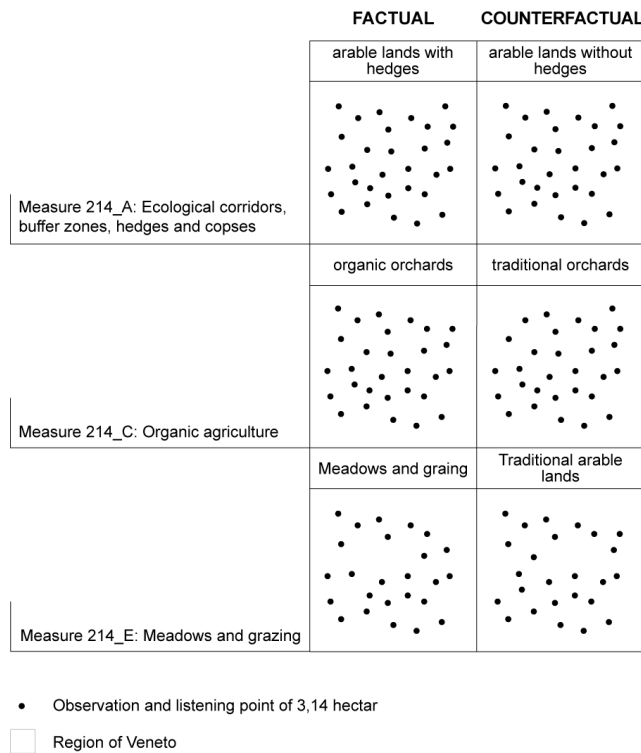 FACTUAL COUNTERFACTUAL
arable lands with
hedges
arable lands without
hedges
Measure 214_A: Ecological corridors,
buffer zones, hedges and copses
organic orchards
traditional orchards
Measure 214_C: Organic agriculture
Meadows and graing
Traditional arable
lands
Measure 214_E: Meadows and grazing
Observation and listening point of 3,14 hectar
Region of Veneto